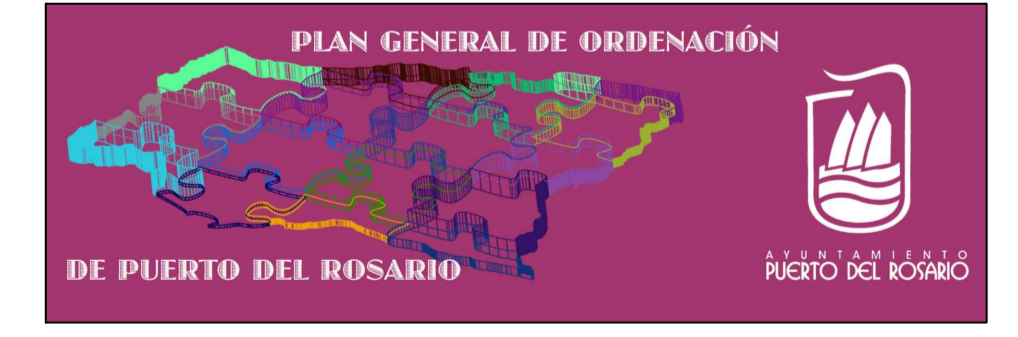 PLAN GENERAL DE ORDENACIÓN
DE PUERTO DEL ROSARIO
AYUNTAMIENTO
PUERTO DEL ROSARIO